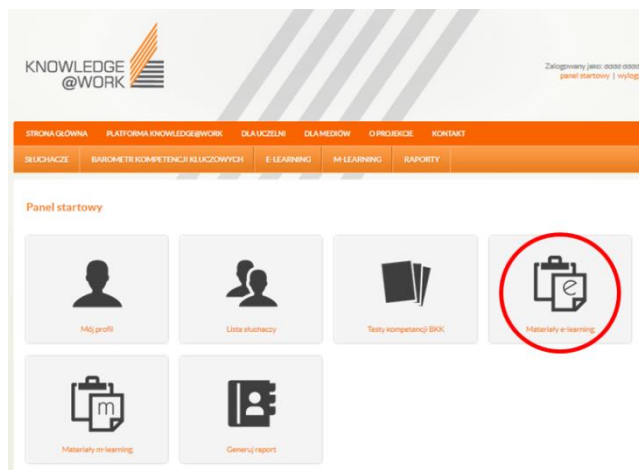 KNOWLEDGE
@WORK
Zalogowany jako: dddd dddd
panel startowy | wylogu
STRONA GŁÓWNA PLATFORMA KNOWLEDGE@WORK DLA UCZELNI DLA MEDIÓW O PROJEKCIE KONTAKT
SŁUCHACZE BAROMETR KOMPETENCJI KLUCZOWYCH E-LEARNING M-LEARNING RAPORTY
Panel startowy
e
Mój profil Lista słuchaczy Testy kompetencji BKK Materiały e-learning
m
Materiały m-learning Generuj raport